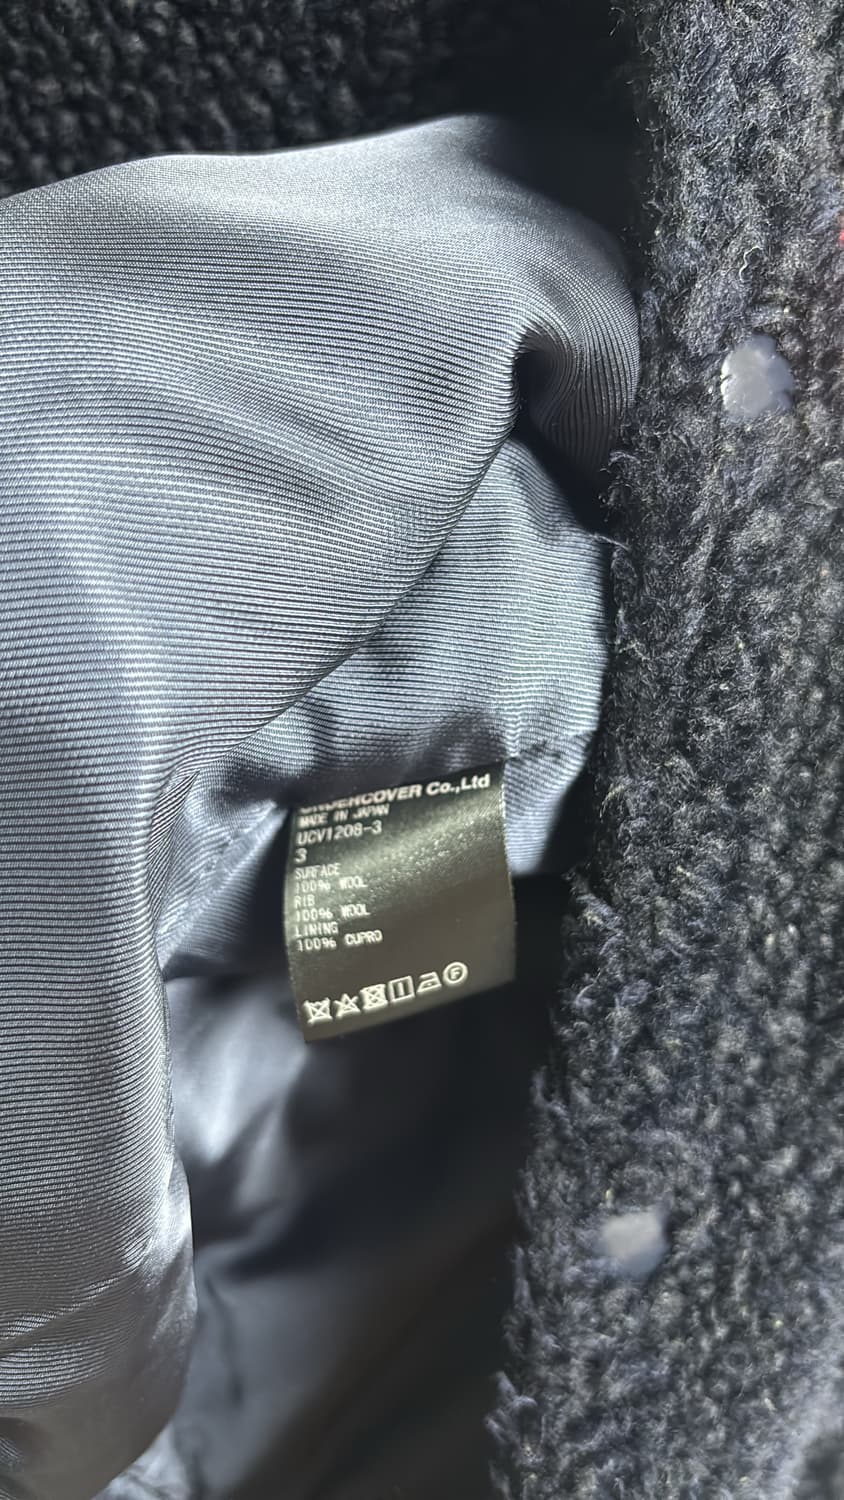 UNDERCOVER Co.,Ltd
MADE IN JAPAN
UCV1208-3
3
SURFACE
100% WOOL
RIB
100% WOOL
LINING
100% CUPRO
F